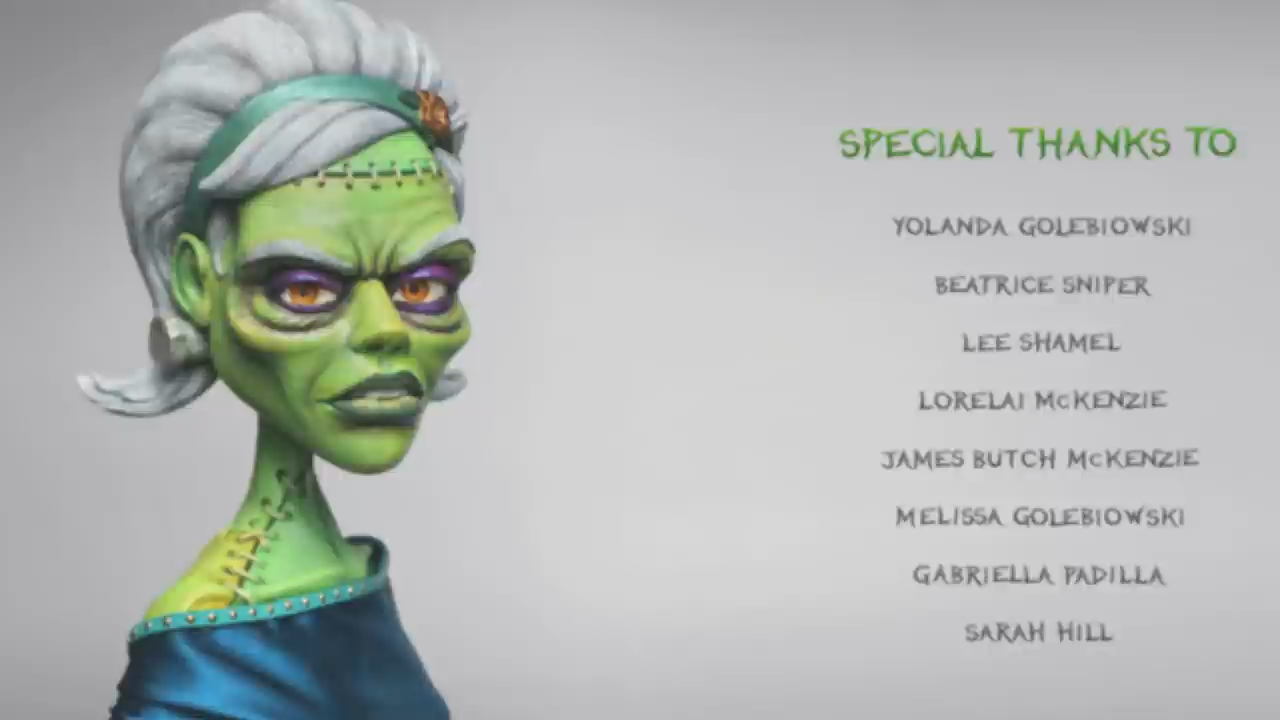 SPECIAL THANKS TO
YOLANDA GOLEBIOWSKI
BEATRICE SNIPER
LEE SHAMEL
LORELAI McKENZIE
JAMES BUTCH McKENZIE
MELISSA GOLEBIOWSKI
GABRIELLA PADILLA
SARAH HILL